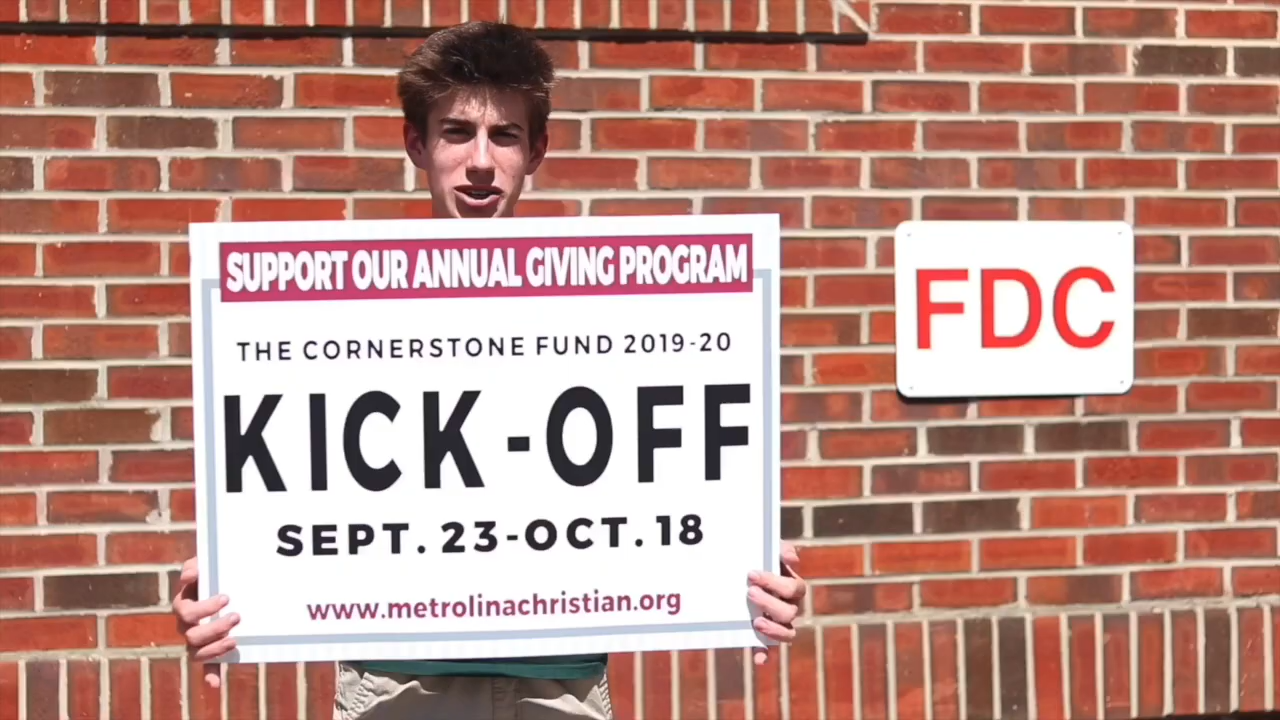 SUPPORT OUR ANNUAL GIVING PROGRAM
THE CORNERSTONE FUND 2019-20
KICK-OFF
SEPT. 23-OCT. 18
www.metrolinachristian.org
FDC